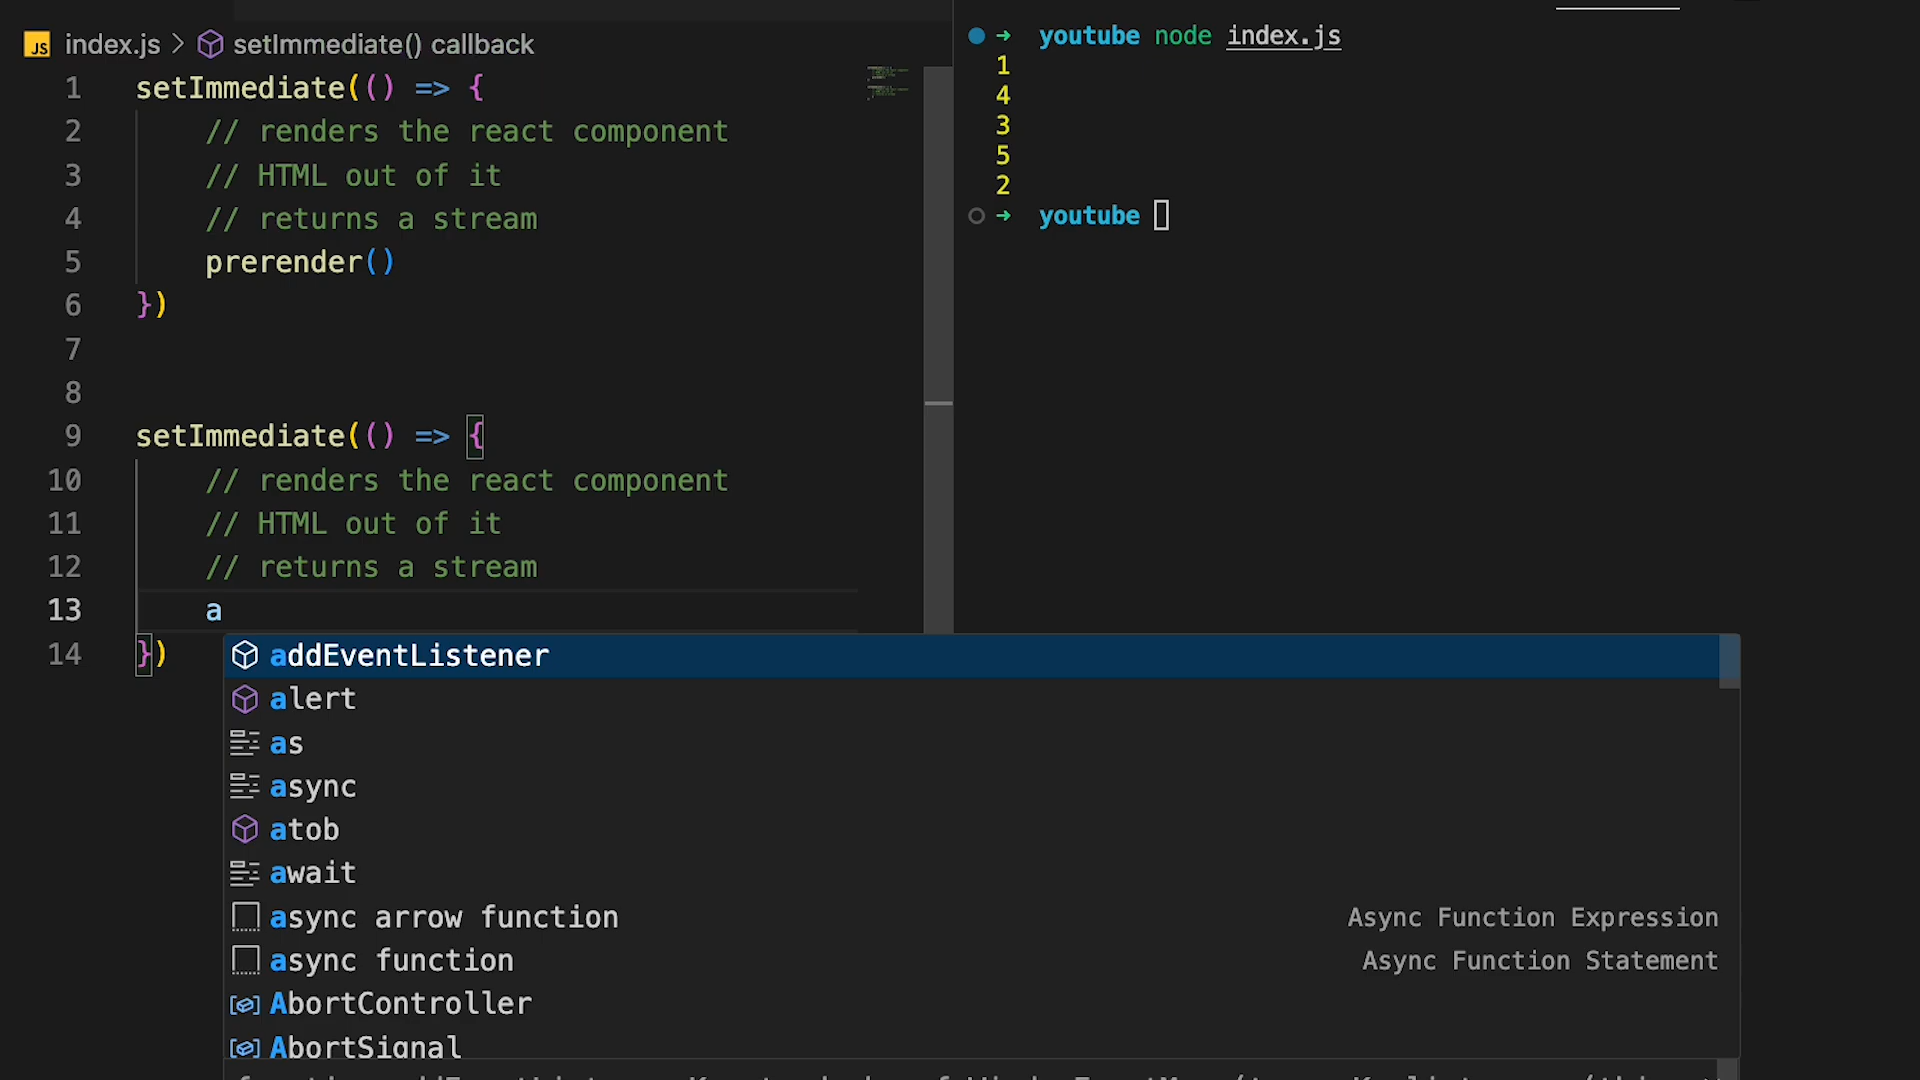 JS index.js > setImmediate() callback
1 setImmediate(() => {
2 // renders the react component
3 // HTML out of it
4 // returns a stream
5 prerender()
6 })
7
8
9 setImmediate(() => {
10 // renders the react component
11 // HTML out of it
12 // returns a stream
13 a
14 })
addEventListener
alert
as
async
atob
await
async arrow function Async Function Expression
async function Async Function Statement
AbortController
AbortSignal
→ youtube node index.js
1
4
3
5
2
→ youtube